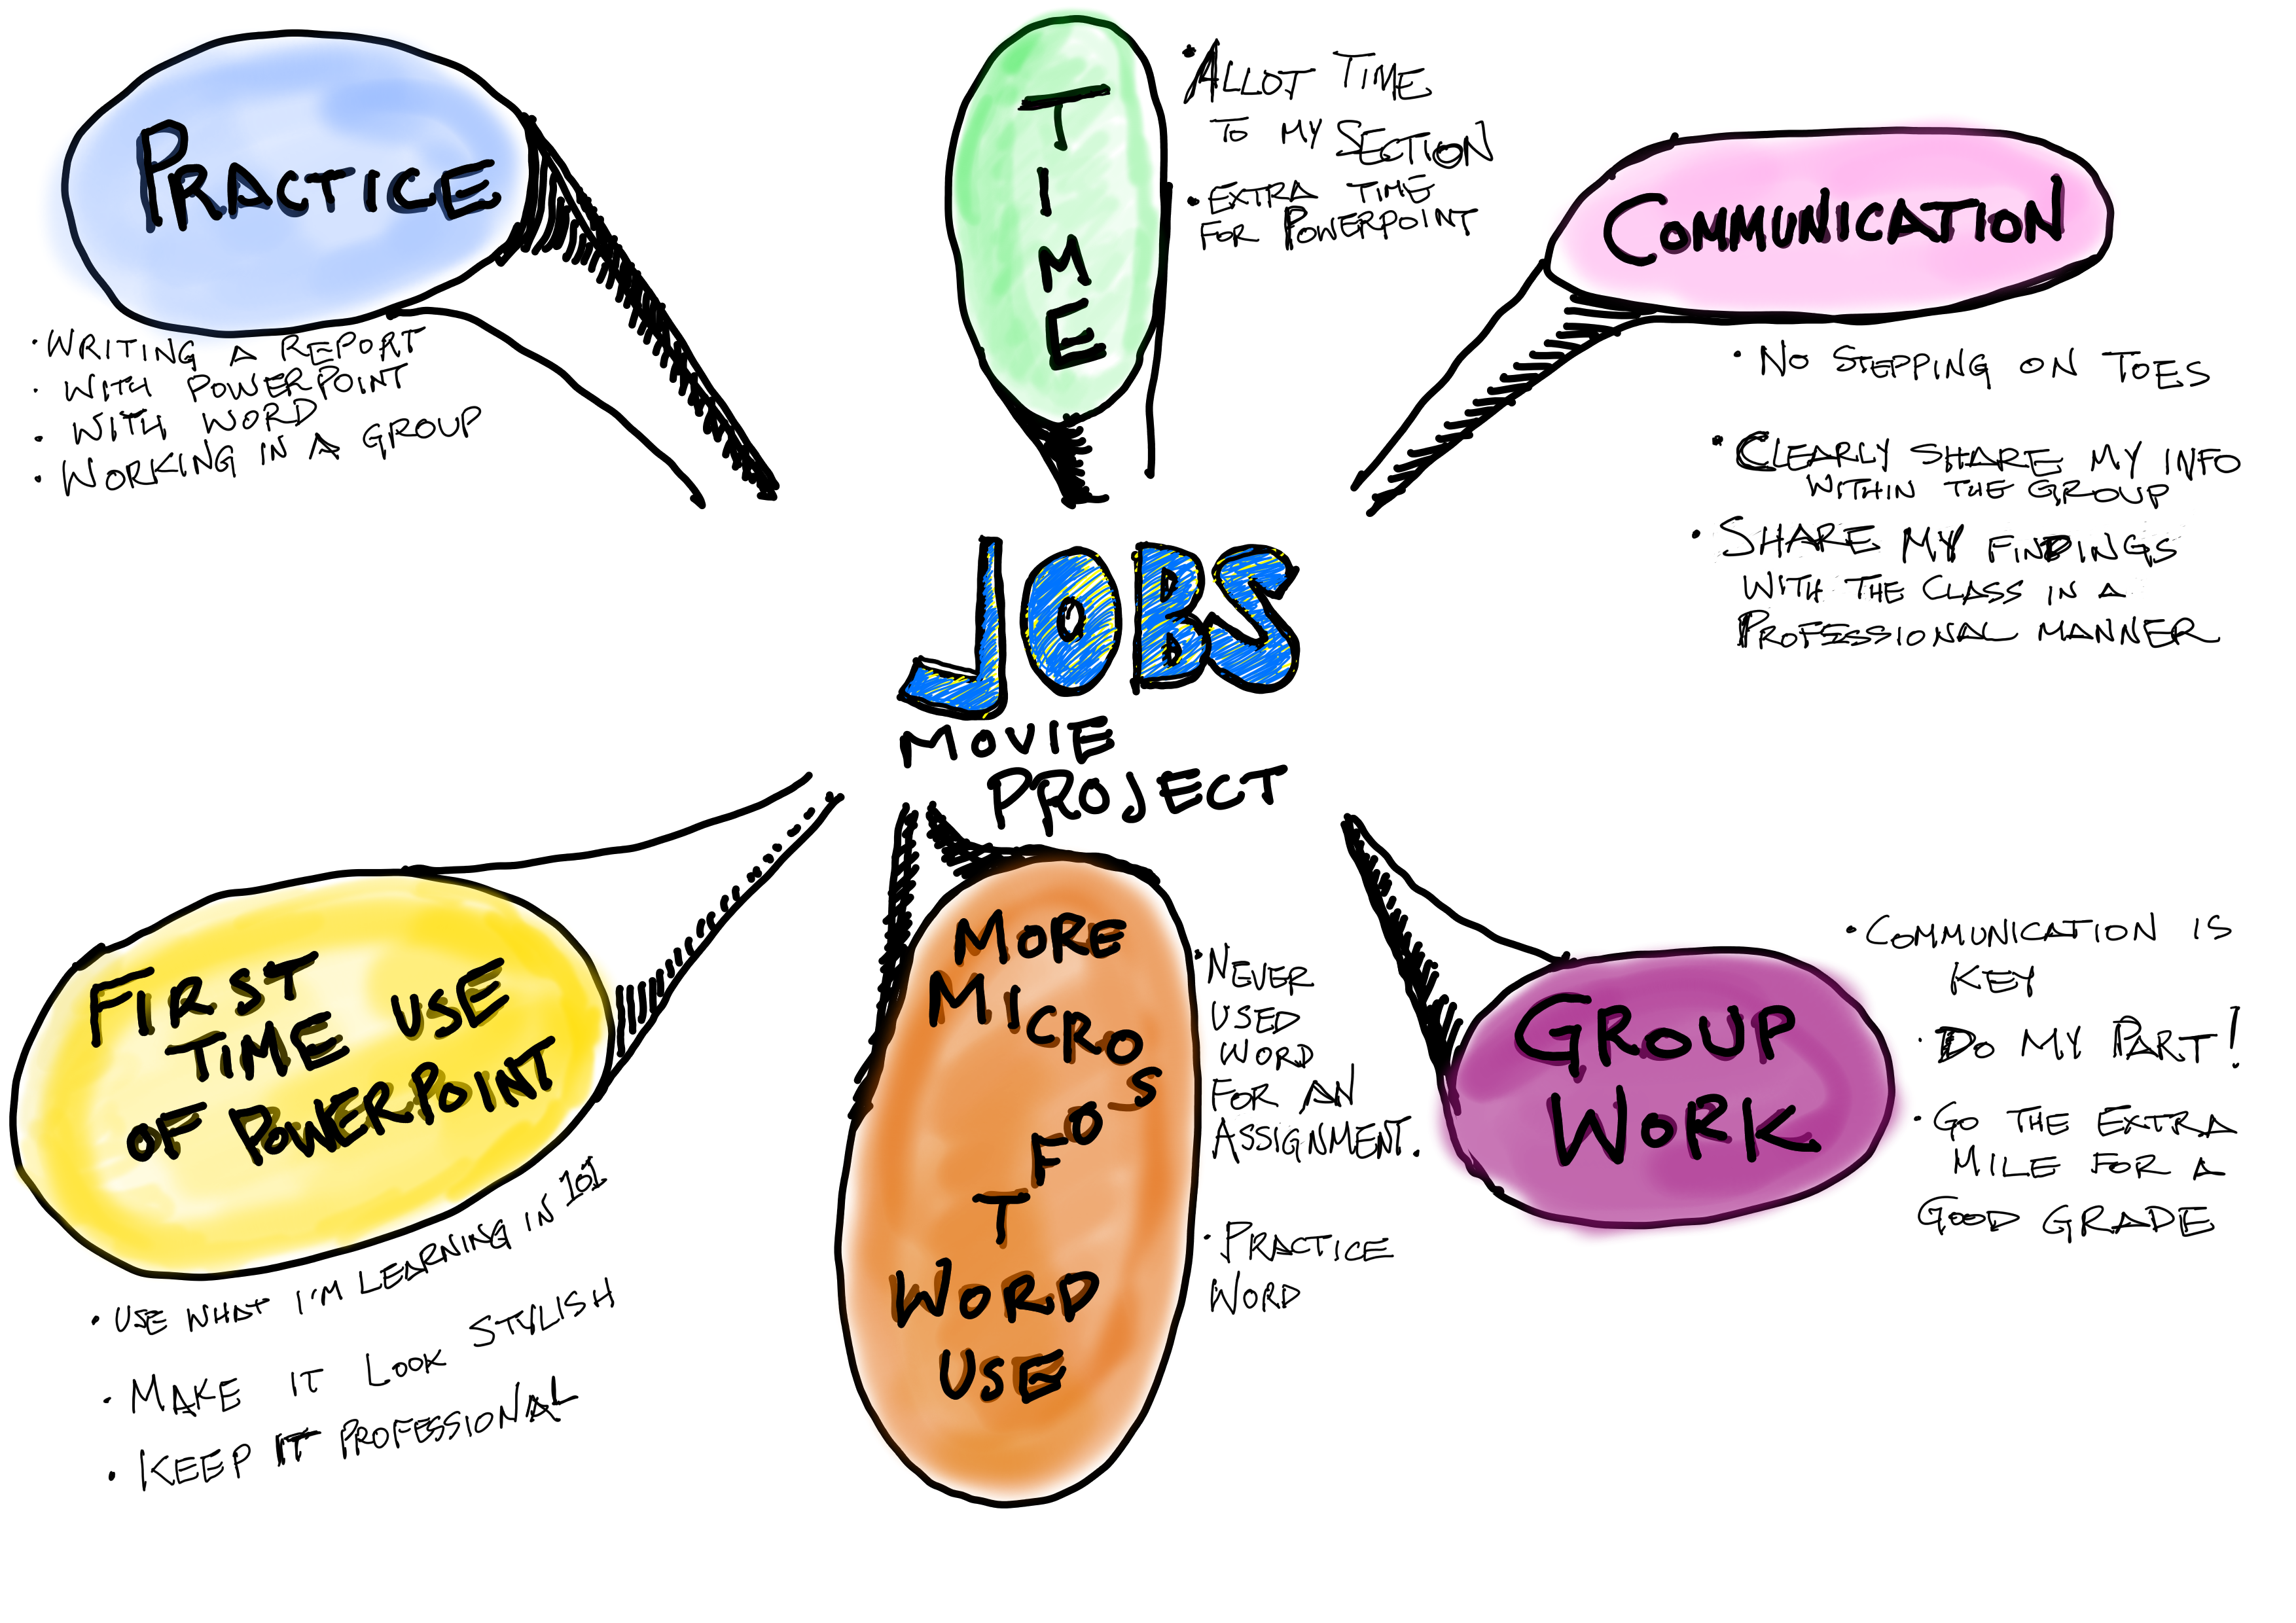 PRACTICE
• WRITING A REPORT
• WITH POWERPOINT
• WITH WORD
• WORKING IN A GROUP
TIME
• ALLOT TIME
TO MY SECTION
• EXTRA TIME
FOR POWERPOINT
COMMUNICATION
• NO STEPPING ON TOES
• CLEARLY SHARE MY INFO
WITHIN THE GROUP
• SHARE MY FINDINGS
WITH THE CLASS IN A
PROFESSIONAL MANNER
JOBS
MOVIE
PROJECT
FIRST
TIME USE
OF POWERPOINT
• USE WHAT I'M LEARNING IN 101
• MAKE IT LOOK STYLISH
• KEEP IT PROFESSIONAL
MORE
MICROSOFT
WORD
USE
• NEVER
USED
WORD
FOR AN
ASSIGNMENT.
• PRACTICE
WORD
GROUP
WORK
• COMMUNICATION IS
KEY
• DO MY PART!
• GO THE EXTRA
MILE FOR A
GOOD GRADE